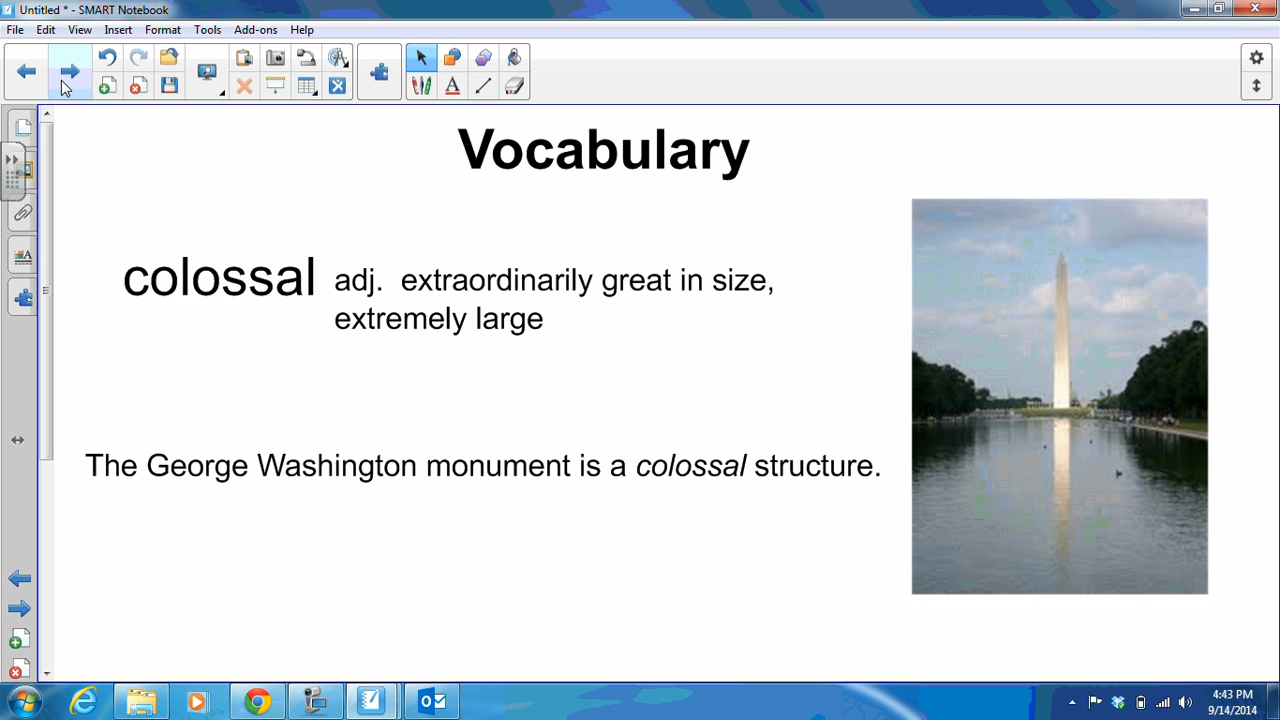 Untitled * - SMART Notebook
File Edit View Insert Format Tools Add-ons Help
Vocabulary
colossal adj. extraordinarily great in size,
extremely large
The George Washington monument is a colossal structure.
4:43 PM
9/14/2014